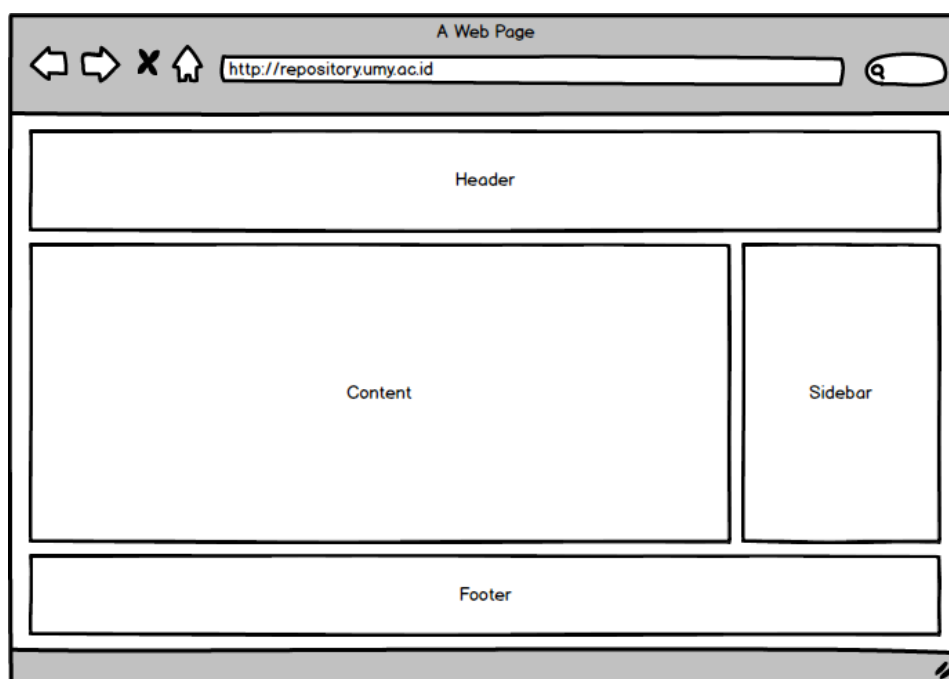 A Web Page
http://repository.umy.ac.id
Header
Content
Sidebar
Footer